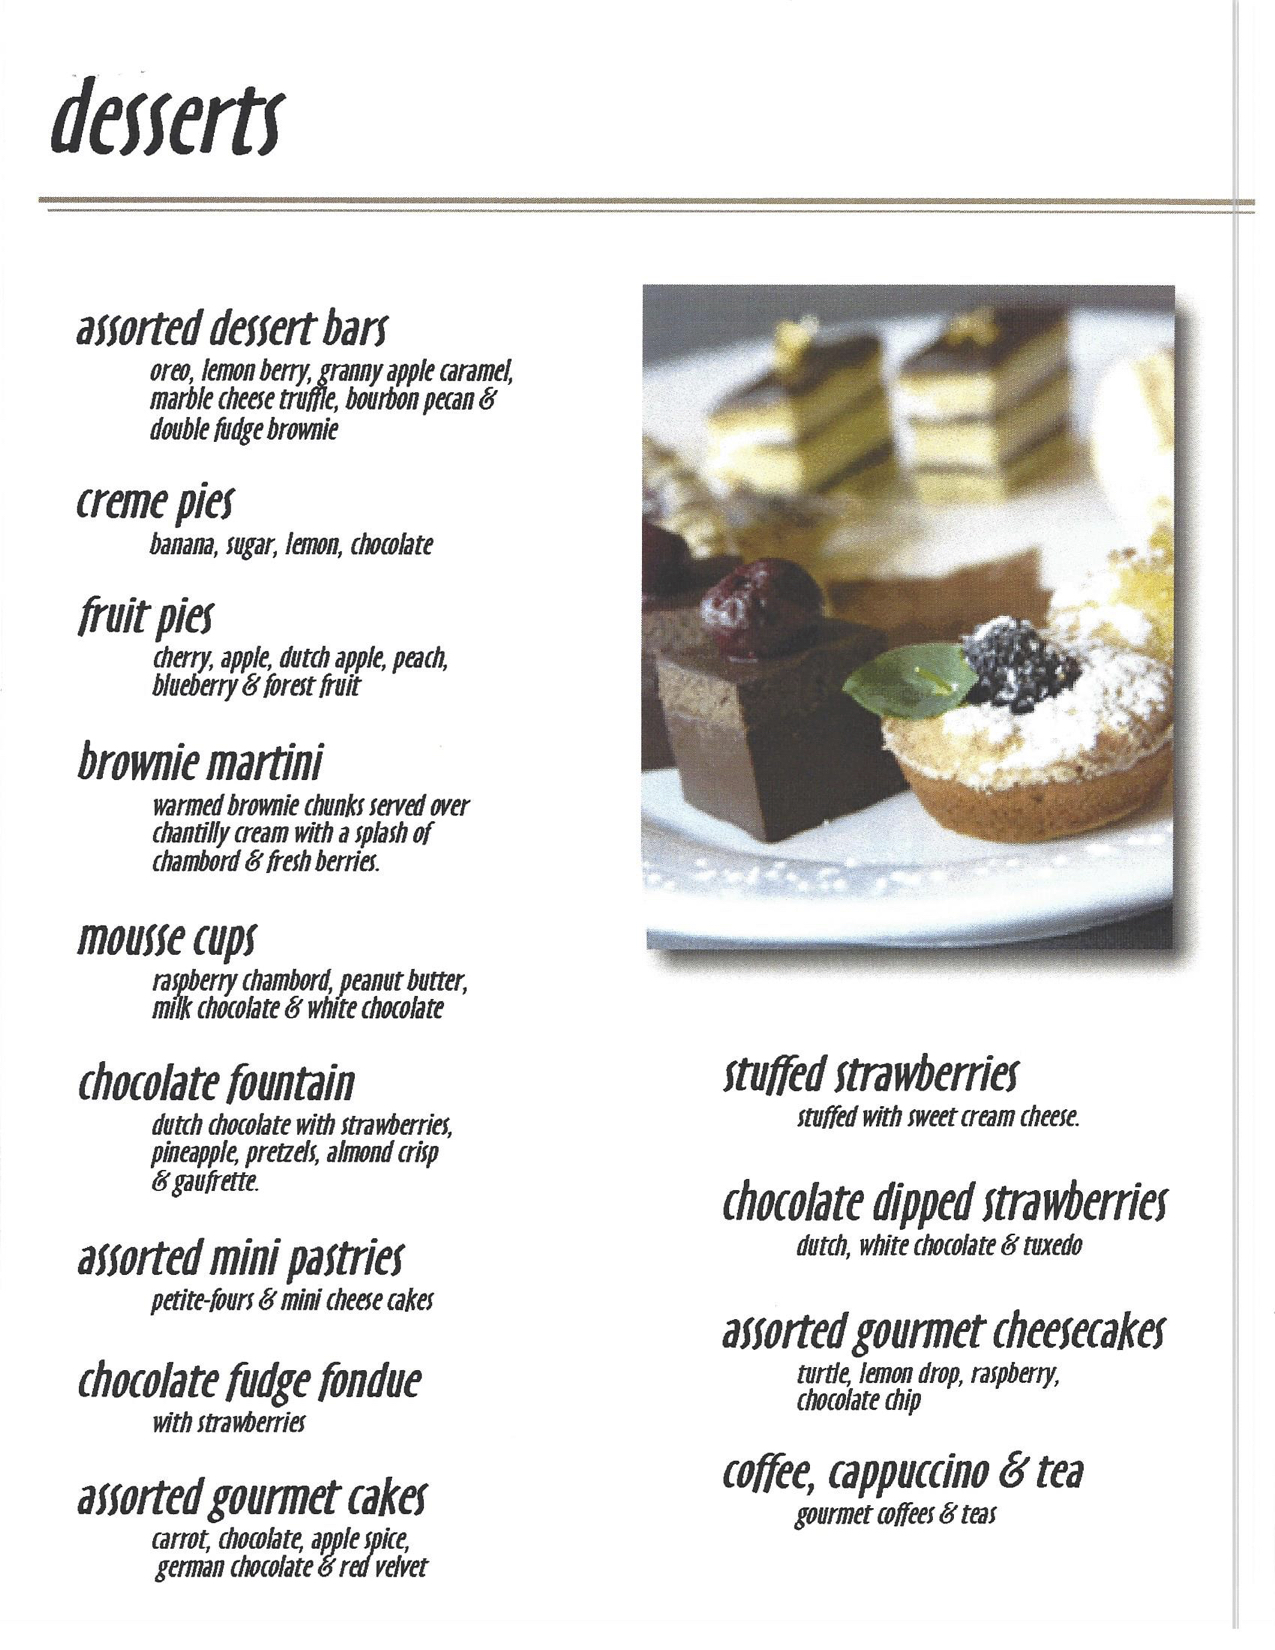 desserts
assorted dessert bars
oreo, lemon berry, granny apple caramel,
marble cheese truffle, bourbon pecan &
double fudge brownie
creme pies
banana, sugar, lemon, chocolate
fruit pies
cherry, apple, dutch apple, peach,
blueberry & forest fruit
brownie martini
warmed brownie chunks served over
chantilly cream with a splash of
chambord & fresh berries.
mousse cups
raspberry chambord, peanut butter,
milk chocolate & white chocolate
chocolate fountain
dutch chocolate with strawberries,
pineapple, pretzels, almond crisp
& gaufrette.
assorted mini pastries
petite-fours & mini cheese cakes
chocolate fudge fondue
with strawberries
assorted gourmet cakes
carrot, chocolate, apple spice,
german chocolate & red velvet
stuffed strawberries
stuffed with sweet cream cheese.
chocolate dipped strawberries
dutch, white chocolate & tuxedo
assorted gourmet cheesecakes
turtle, lemon drop, raspberry,
chocolate chip
coffee, cappuccino & tea
gourmet coffees & teas